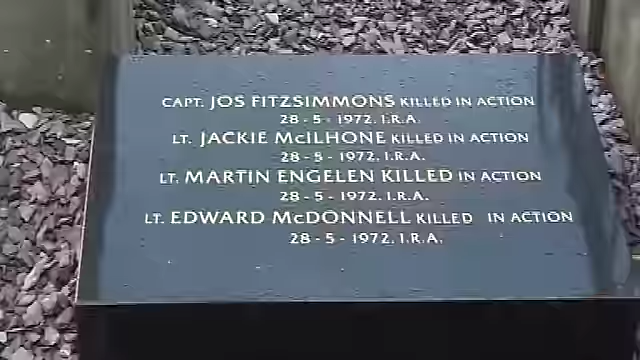 CAPT. JOS FITZSIMMONS KILLED IN ACTION
28 - 5 - 1972. I.R.A.
LT. JACKIE McILHONE KILLED IN ACTION
28 - 5 - 1972. I.R.A.
LT. MARTIN ENGELEN KILLED IN ACTION
28 - 5 - 1972. I.R.A.
LT. EDWARD McDONNELL KILLED IN ACTION
28 - 5 - 1972. I.R.A.